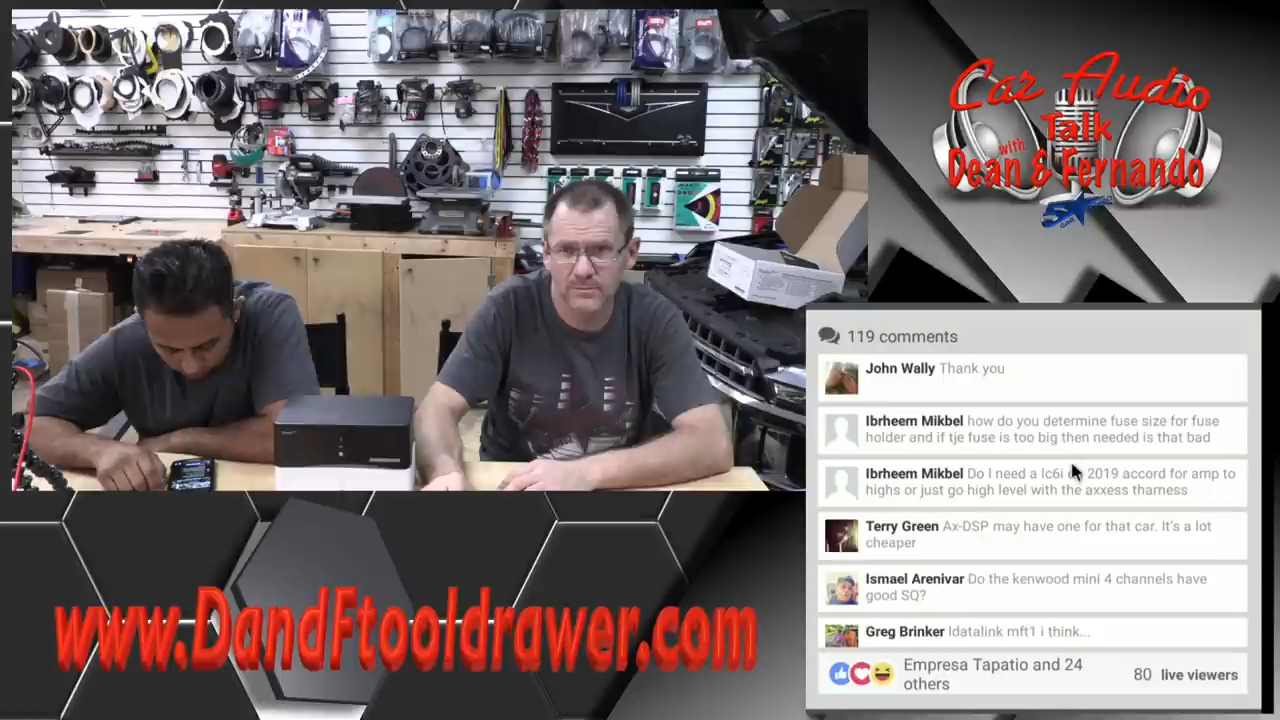 Car Audio
Talk
with
Dean & Fernando
119 comments
John Wally Thank you
Ibrheem Mikbel how do you determine fuse size for fuse
holder and if tje fuse is too big then needed is that bad
Ibrheem Mikbel Do I need a lc6i 2019 accord for amp to
highs or just go high level with the axxess tharness
Terry Green Ax-DSP may have one for that car. It's a lot
cheaper
Ismael Arenivar Do the kenwood mini 4 channels have
good SQ?
Greg Brinker Idatalink mft1 i think...
Empresa Tapatio and 24
others
80 live viewers
www.DandFtooldrawer.com